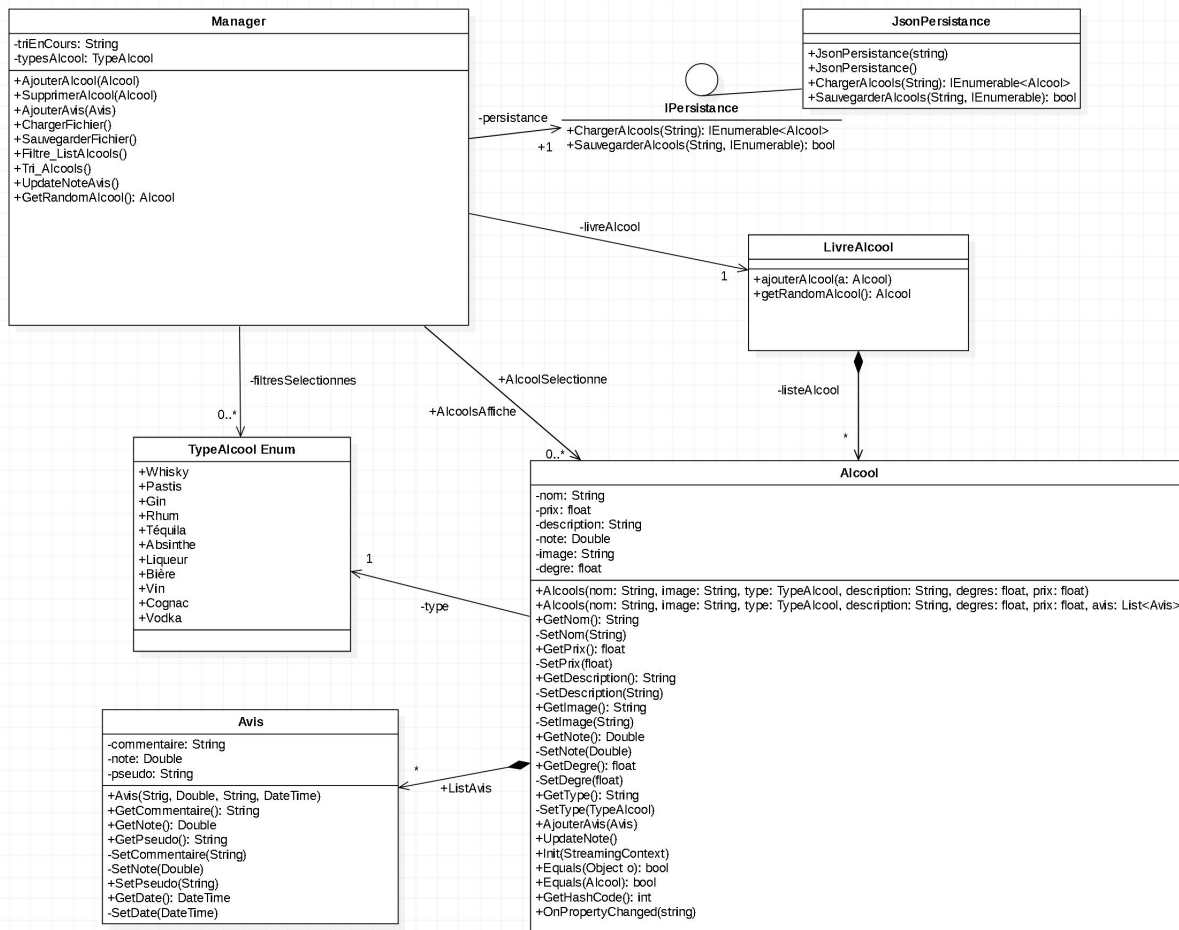 Manager
-triEnCours: String
-typesAlcool: TypeAlcool
+AjouterAlcool(Alcool)
+SupprimerAlcool(Alcool)
+AjouterAvis(Avis)
+ChargerFichier()
+SauvegarderFichier()
+Filtre_ListAlcools()
+Tri_Alcools()
+UpdateNoteAvis()
+GetRandomAlcool(): Alcool
JsonPersistance
+JsonPersistance(string)
+JsonPersistance()
+ChargerAlcools(String): IEnumerable<Alcool>
+SauvegarderAlcools(String, IEnumerable): bool
IPersistance
+ChargerAlcools(String): IEnumerable<Alcool>
+SauvegarderAlcools(String, IEnumerable): bool
-persistance
+1
-livreAlcool
1
LivreAlcool
+ajouterAlcool(a: Alcool)
+getRandomAlcool(): Alcool
-filtresSelectionnes
0..*
+AlcoolSelectionne
+AlcoolsAffiche
0..*
-listeAlcool
*
TypeAlcool Enum
+Whisky
+Pastis
+Gin
+Rhum
+Téquila
+Absinthe
+Liqueur
+Bière
+Vin
+Cognac
+Vodka
1
-type
Alcool
-nom: String
-prix: float
-description: String
-note: Double
-image: String
-degre: float
+Alcools(nom: String, image: String, type: TypeAlcool, description: String, degres: float, prix: float)
+Alcools(nom: String, image: String, type: TypeAlcool, description: String, degres: float, prix: float, avis: List<Avis>
+GetNom(): String
-SetNom(String)
+GetPrix(): float
-SetPrix(float)
+GetDescription(): String
-SetDescription(String)
+GetImage(): String
-SetImage(String)
+GetNote(): Double
-SetNote(Double)
+GetDegre(): float
-SetDegre(float)
+GetType(): String
-SetType(TypeAlcool)
+AjouterAvis(Avis)
+UpdateNote()
+Init(StreamingContext)
+Equals(Object o): bool
+Equals(Alcool): bool
+GetHashCode(): int
+OnPropertyChanged(string)
*
+ListAvis
Avis
-commentaire: String
-note: Double
-pseudo: String
+Avis(Strig, Double, String, DateTime)
+GetCommentaire(): String
+GetNote(): Double
+GetPseudo(): String
-SetCommentaire(String)
-SetNote(Double)
+SetPseudo(String)
+GetDate(): DateTime
-SetDate(DateTime)